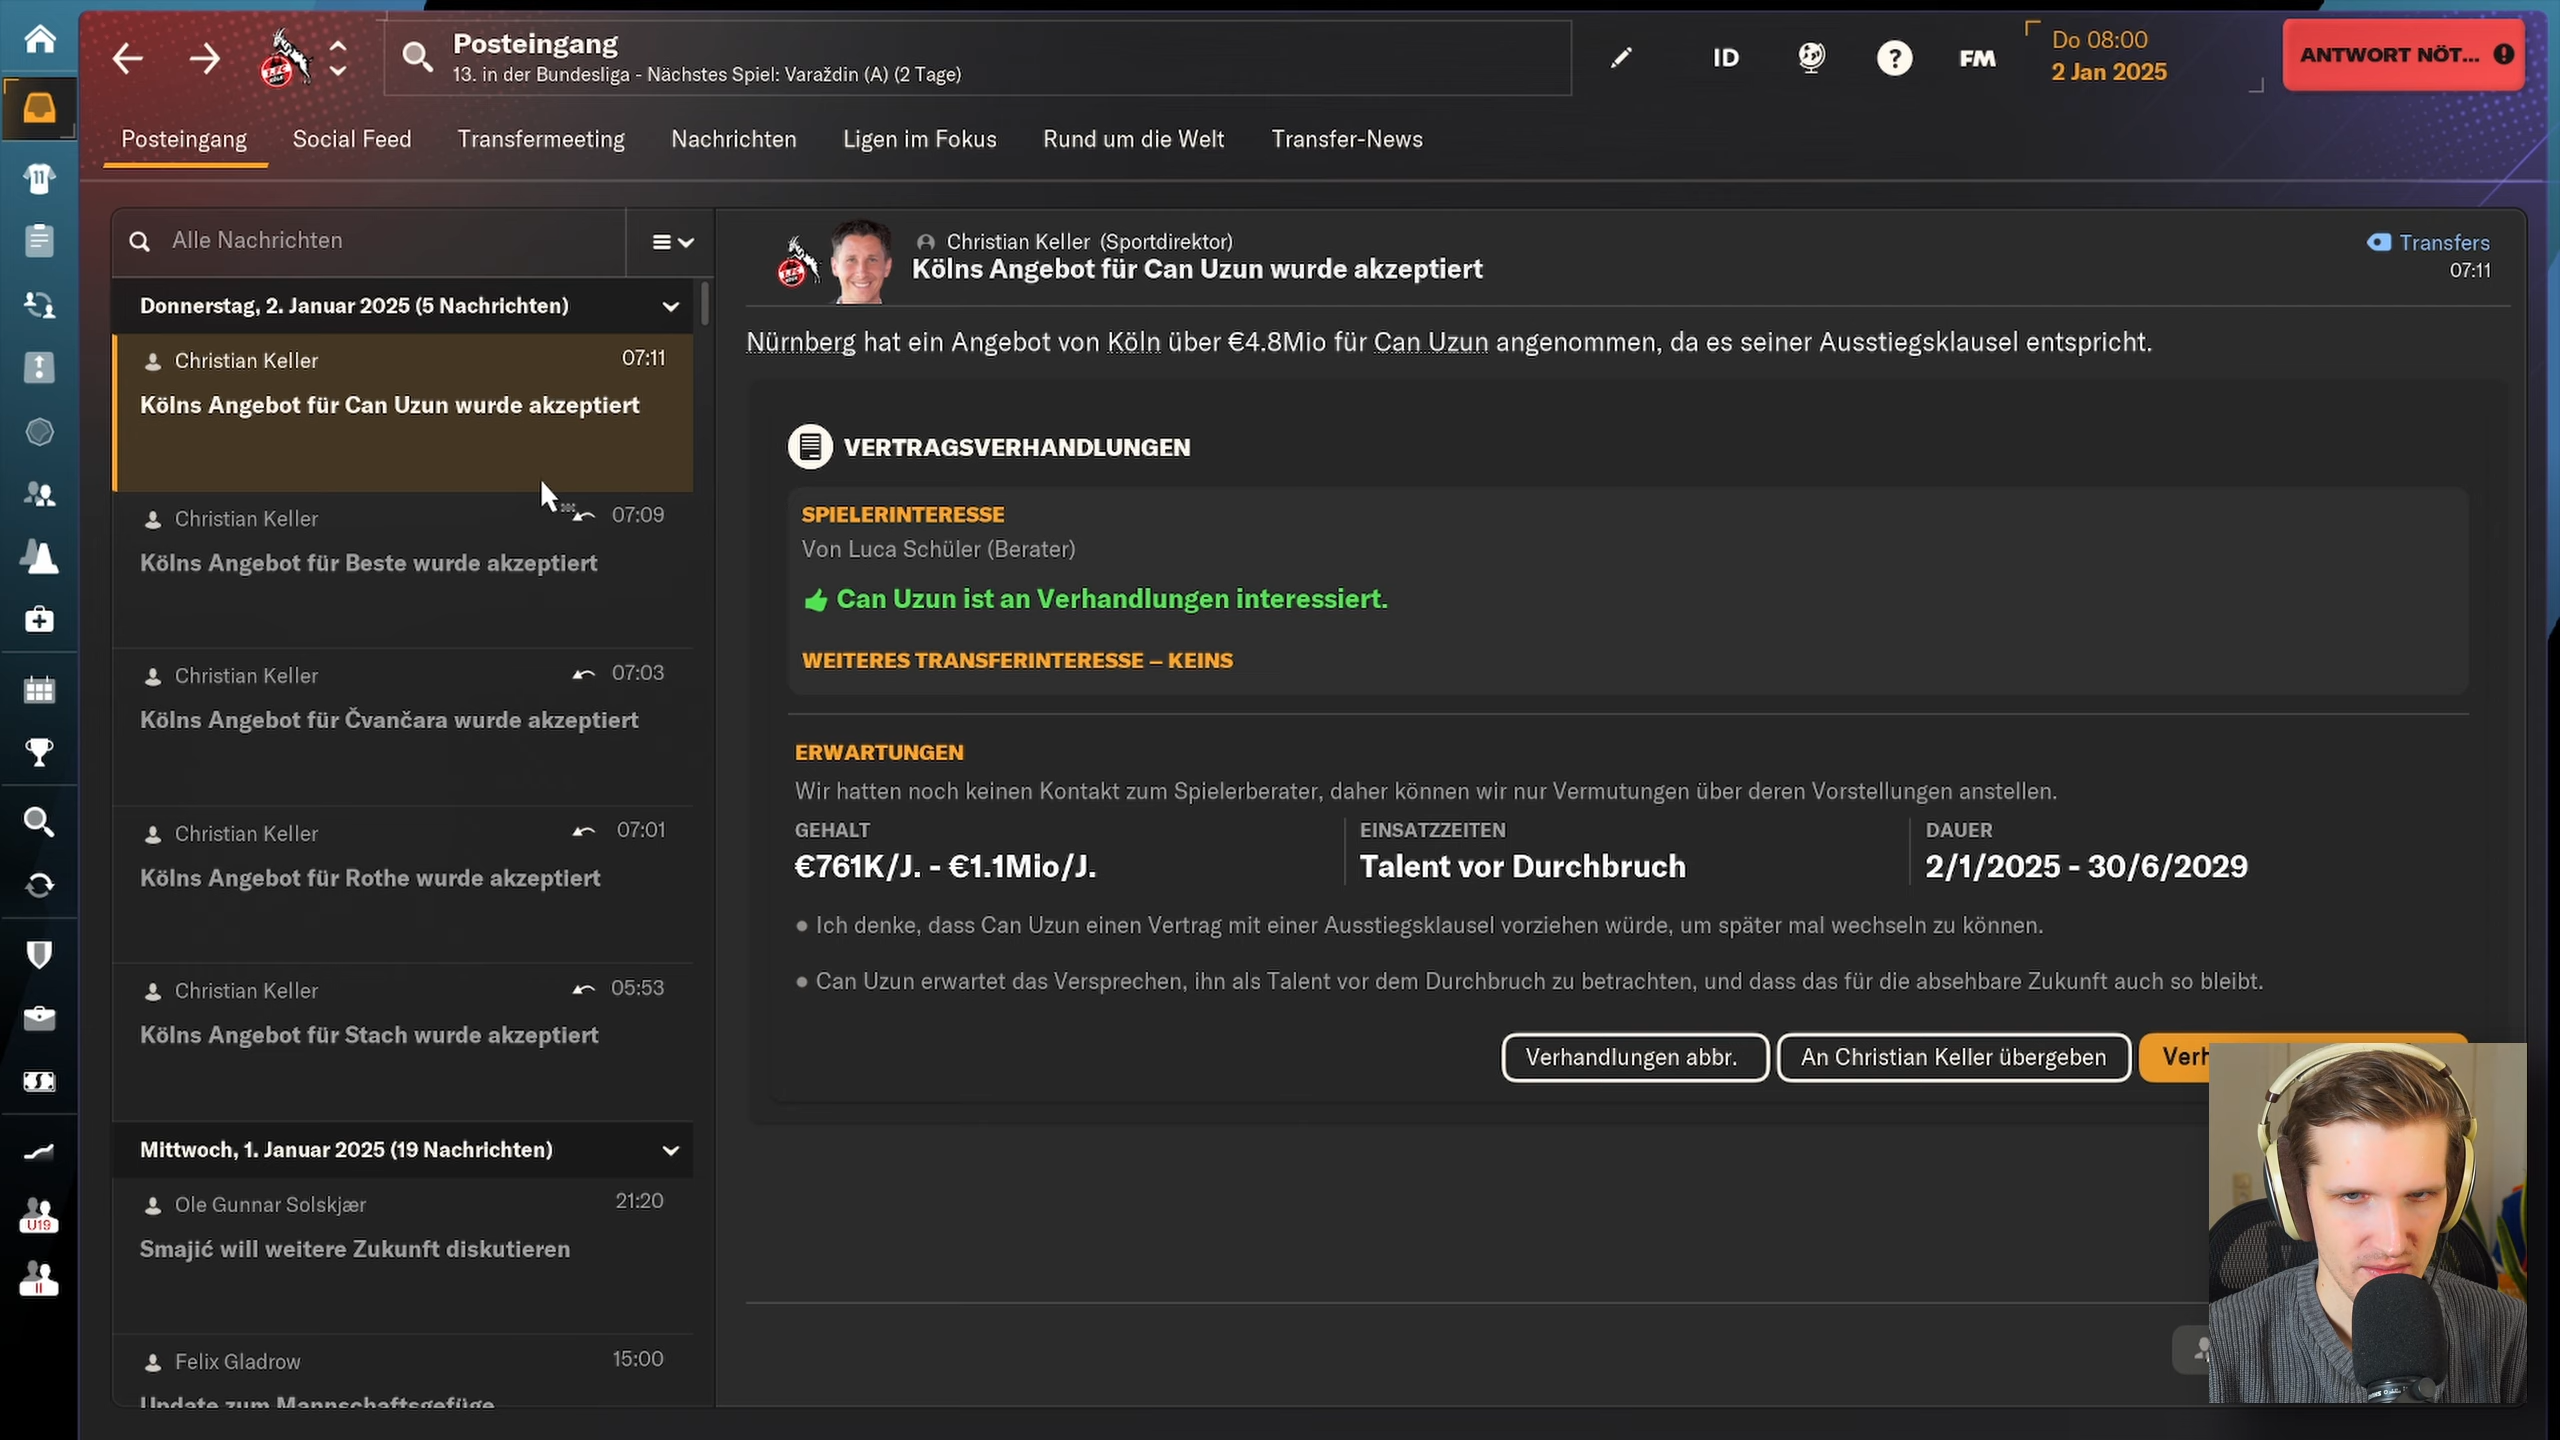 Posteingang
13. in der Bundesliga - Nächstes Spiel: Varaždin (A) (2 Tage)
ID
FM
Do 08:00
2 Jan 2025
ANTWORT NÖT...
Posteingang
Social Feed
Transfermeeting
Nachrichten
Ligen im Fokus
Rund um die Welt
Transfer-News
Alle Nachrichten
Donnerstag, 2. Januar 2025 (5 Nachrichten)
Christian Keller 07:11
Kölns Angebot für Can Uzun wurde akzeptiert
Christian Keller 07:09
Kölns Angebot für Beste wurde akzeptiert
Christian Keller 07:03
Kölns Angebot für Čvančara wurde akzeptiert
Christian Keller 07:01
Kölns Angebot für Rothe wurde akzeptiert
Christian Keller 05:53
Kölns Angebot für Stach wurde akzeptiert
Mittwoch, 1. Januar 2025 (19 Nachrichten)
Ole Gunnar Solskjær 21:20
Smajić will weitere Zukunft diskutieren
Felix Gladrow 15:00
Update zum Mannschaftsgefüge
Christian Keller (Sportdirektor)
Kölns Angebot für Can Uzun wurde akzeptiert
Transfers
07:11
Nürnberg hat ein Angebot von Köln über €4.8Mio für Can Uzun angenommen, da es seiner Ausstiegsklausel entspricht.
VERTRAGSVERHANDLUNGEN
SPIELERINTERESSE
Von Luca Schüler (Berater)
Can Uzun ist an Verhandlungen interessiert.
WEITERES TRANSFERINTERESSE – KEINS
ERWARTUNGEN
Wir hatten noch keinen Kontakt zum Spielerberater, daher können wir nur Vermutungen über deren Vorstellungen anstellen.
GEHALT
€761K/J. - €1.1Mio/J.
EINSATZZEITEN
Talent vor Durchbruch
DAUER
2/1/2025 - 30/6/2029
• Ich denke, dass Can Uzun einen Vertrag mit einer Ausstiegsklausel vorziehen würde, um später mal wechseln zu können.
• Can Uzun erwartet das Versprechen, ihn als Talent vor dem Durchbruch zu betrachten, und dass das für die absehbare Zukunft auch so bleibt.
Verhandlungen abbr.
An Christian Keller übergeben
11
U19
II